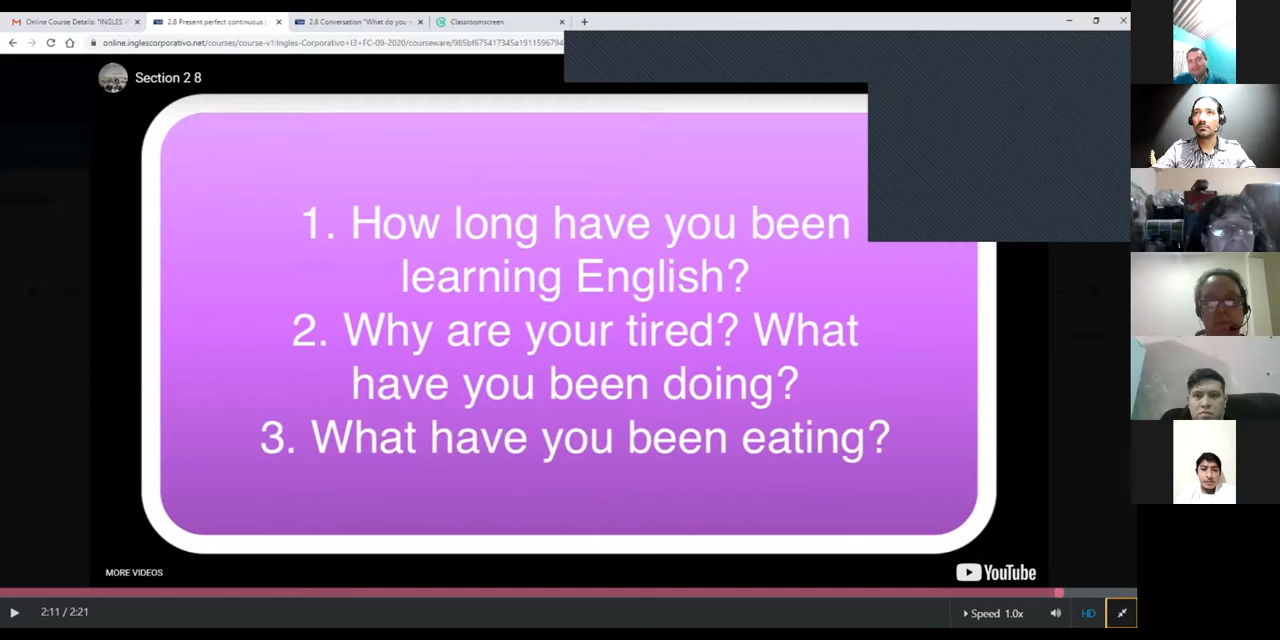 Online Course Details: "INGLES
2.8 Present perfect continuous
2.8 Conversation "What do you
Classroomscreen
online.inglescorporativo.net/courses/course-v1:Ingles-Corporativo+I3+FC-09-2020/courseware/985bf675417345a1911596794
Section 2 8
1. How long have you been
learning English?
2. Why are your tired? What
have you been doing?
3. What have you been eating?
MORE VIDEOS
YouTube
2:11 / 2:21
Speed 1.0x
HD